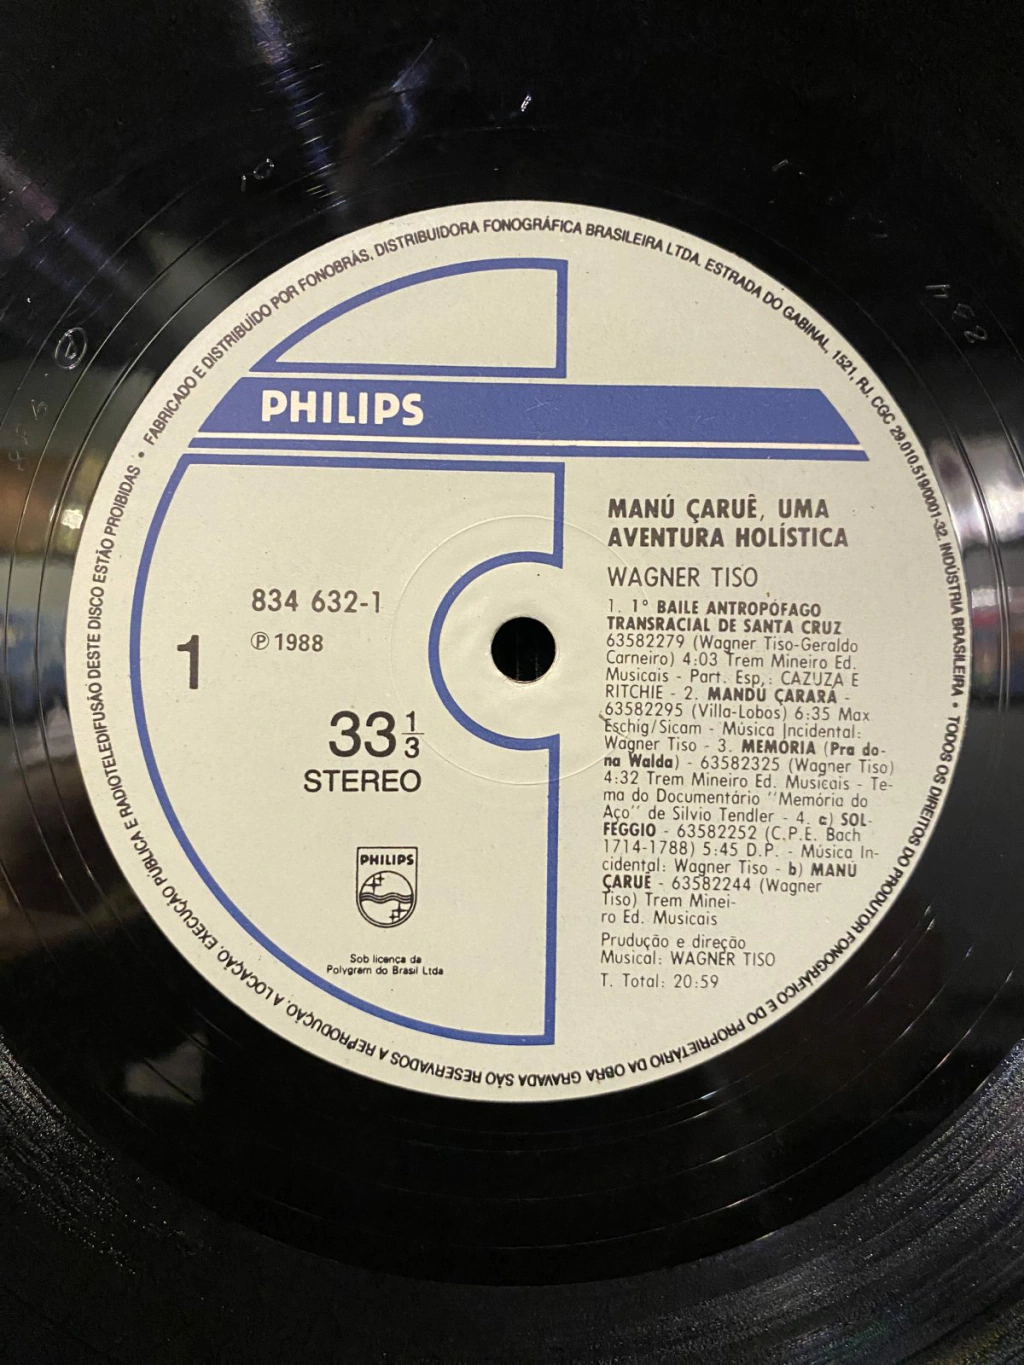 FABRICADO E DISTRIBUÍDO POR FONOBRÁS, DISTRIBUIDORA FONOGRÁFICA BRASILEIRA LTDA. ESTRADA DO GABINAL, 1521, RJ. CGC 29.010.519/0001-32. INDÚSTRIA BRASILEIRA • TODOS OS DIREITOS DO PRODUTOR FONOGRÁFICO E DO PROPRIETÁRIO DA OBRA GRAVADA SÃO RESERVADOS A REPRODUÇÃO, A LOCAÇÃO, EXECUÇÃO PÚBLICA E RADIOTELEDIFUSÃO DESTE DISCO ESTÃO PROIBIDAS •
PHILIPS
834 632-1
℗ 1988
1
33 1/3
STEREO
PHILIPS
Sob licença da
Polygram do Brasil Ltda
MANÚ ÇARUÊ, UMA
AVENTURA HOLÍSTICA
WAGNER TISO
1. 1º BAILE ANTROPÓFAGO
TRANSRACIAL DE SANTA CRUZ
63582279 (Wagner Tiso-Geraldo
Carneiro) 4:03 Trem Mineiro Ed.
Musicais - Part. Esp,: CAZUZA E
RITCHIE - 2. MANDÚ ÇARARÁ -
63582295 (Villa-Lobos) 6:35 Max
Eschig/Sicam - Música Incidental:
Wagner Tiso - 3. MEMÓRIA (Pra do-
na Walda) - 63582325 (Wagner Tiso)
4:32 Trem Mineiro Ed. Musicais - Te-
ma do Documentário "Memória do
Aço" de Silvio Tendler - 4. c) SOL-
FÉGGIO - 63582252 (C.P.E. Bach
1714-1788) 5:45 D.P. - Música In-
cidental: Wagner Tiso - b) MANÚ
ÇARUÊ - 63582244 (Wagner
Tiso) Trem Minei-
ro Ed. Musicais
Prudução e direção
Musical: WAGNER TISO
T. Total: 20:59